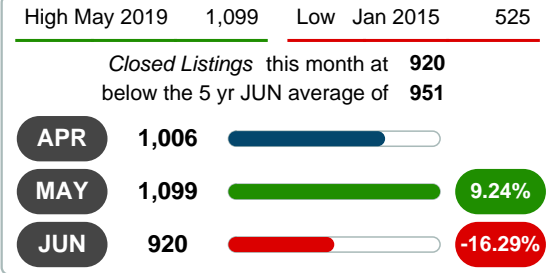 High May 2019 1,099 Low Jan 2015 525
Closed Listings this month at 920
below the 5 yr JUN average of 951
APR 1,006
MAY 1,099 9.24%
JUN 920 -16.29%